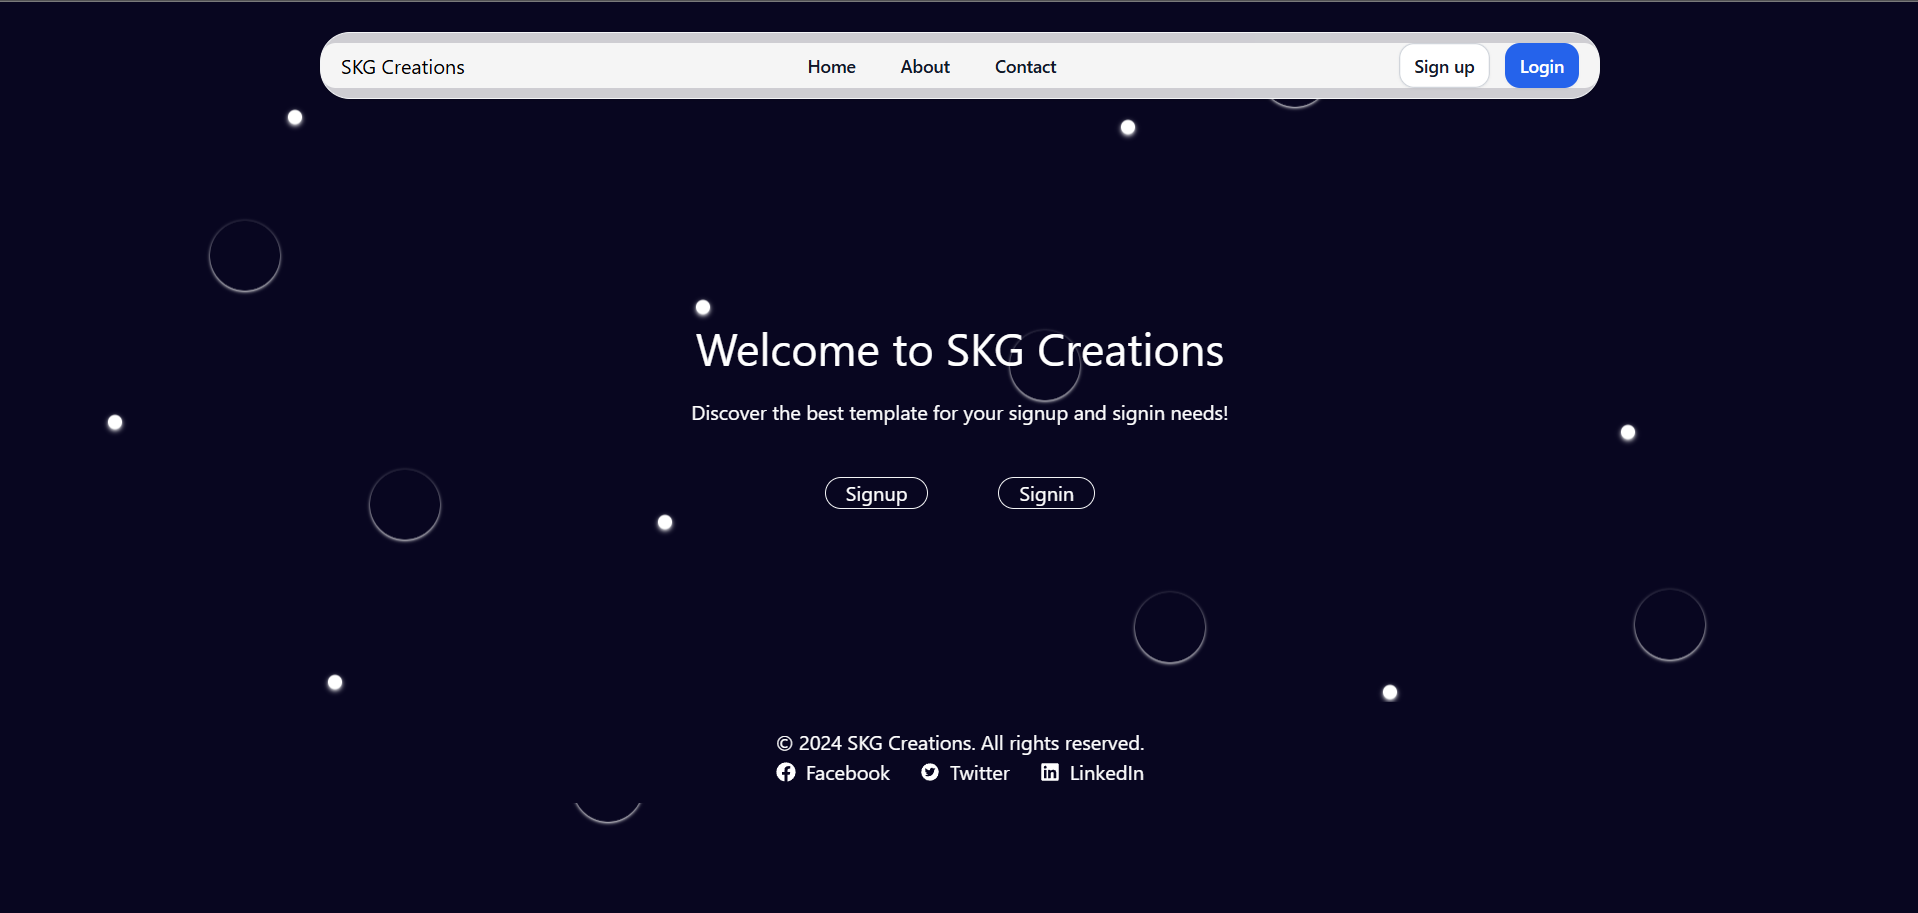 SKG Creations Home About Contact Sign up Login
Welcome to SKG Creations
Discover the best template for your signup and signin needs!
Signup Signin
© 2024 SKG Creations. All rights reserved.
Facebook Twitter LinkedIn